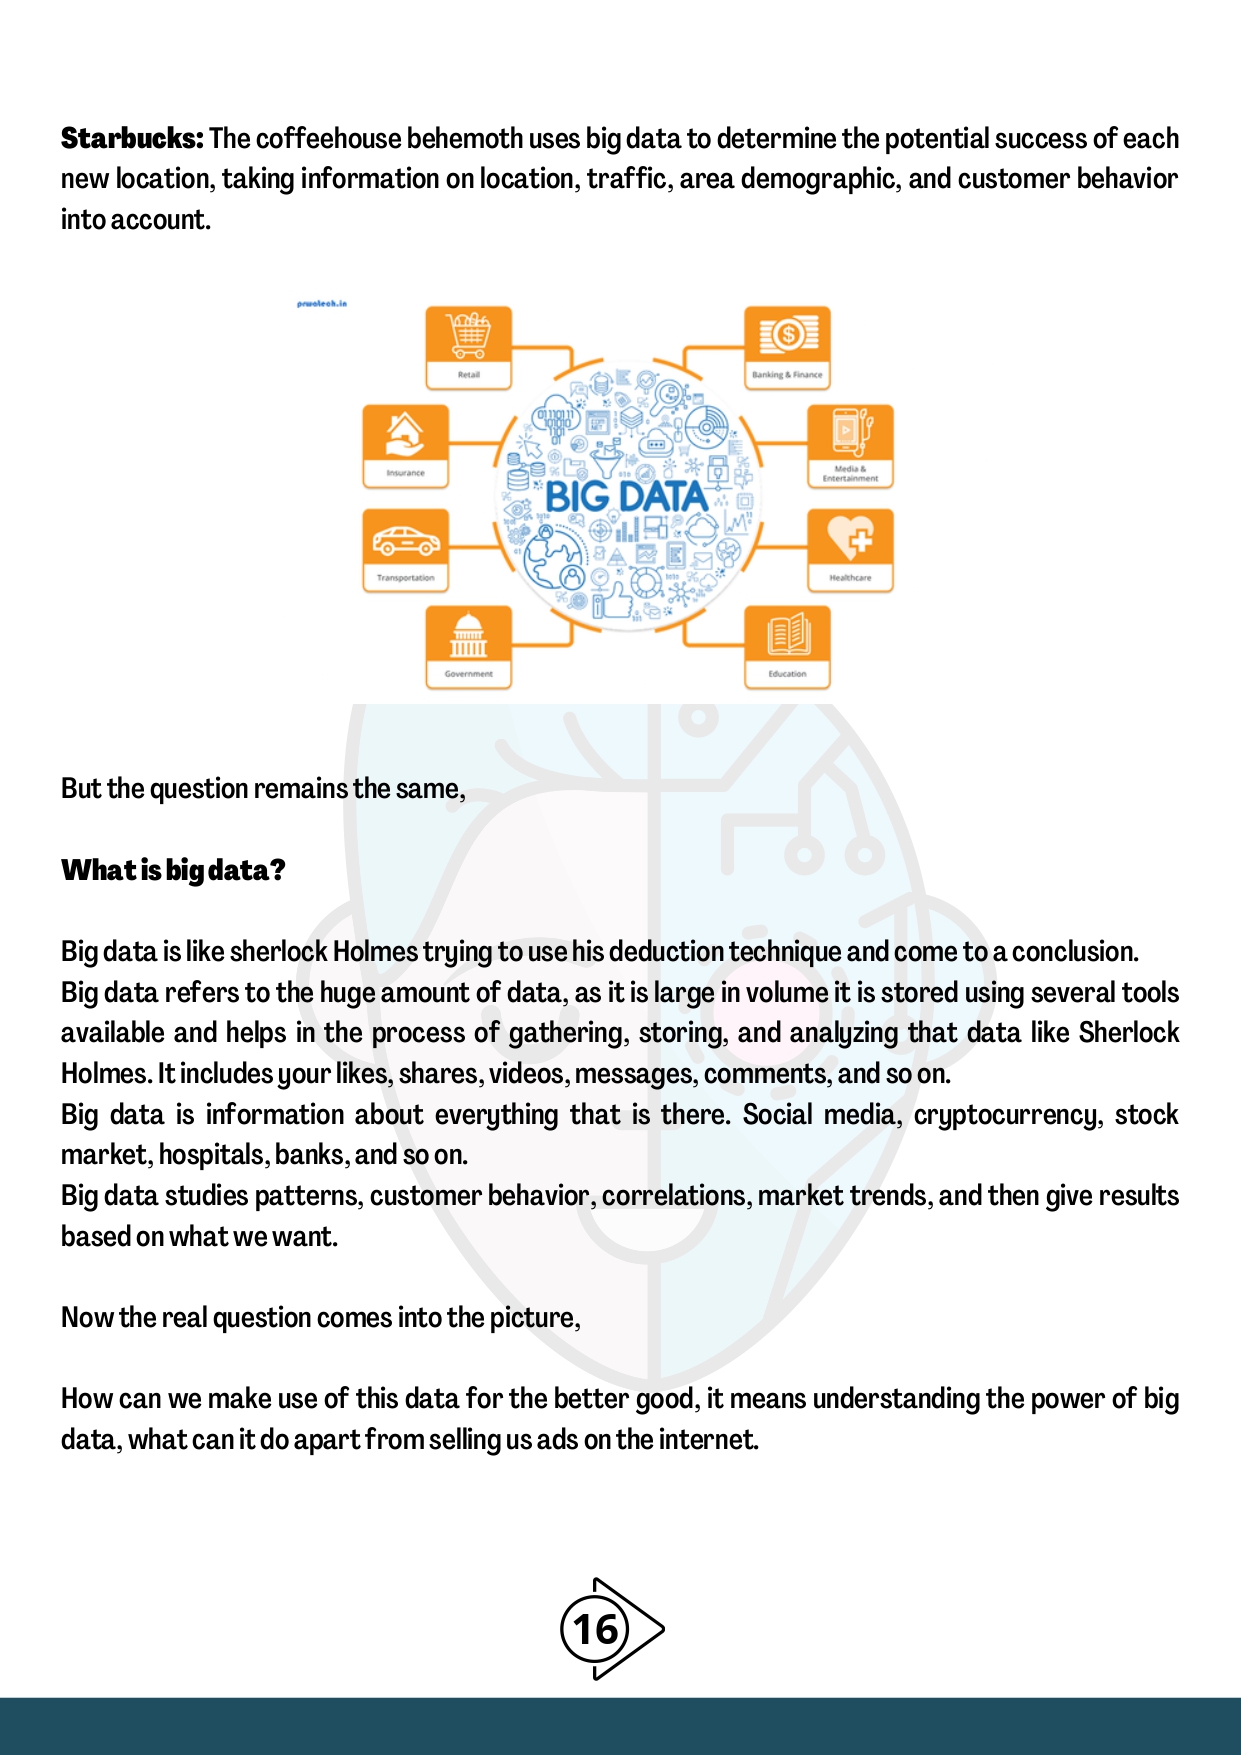 Starbucks: The coffeehouse behemoth uses big data to determine the potential success of each
new location, taking information on location, traffic, area demographic, and customer behavior
into account.
prwatech.in
Retail
Banking & Finance
Insurance
Media &
Entertainment
BIG DATA
Transportation
Healthcare
Government
Education
But the question remains the same,
What is big data?
Big data is like sherlock Holmes trying to use his deduction technique and come to a conclusion.
Big data refers to the huge amount of data, as it is large in volume it is stored using several tools
available and helps in the process of gathering, storing, and analyzing that data like Sherlock
Holmes. It includes your likes, shares, videos, messages, comments, and so on.
Big data is information about everything that is there. Social media, cryptocurrency, stock
market, hospitals, banks, and so on.
Big data studies patterns, customer behavior, correlations, market trends, and then give results
based on what we want.
Now the real question comes into the picture,
How can we make use of this data for the better good, it means understanding the power of big
data, what can it do apart from selling us ads on the internet.
16